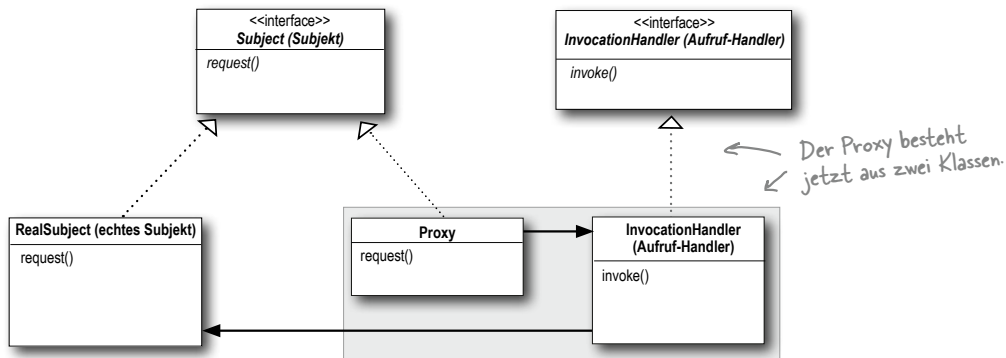 <<interface>>
Subject (Subjekt)
request()
<<interface>>
InvocationHandler (Aufruf-Handler)
invoke()
Der Proxy besteht
jetzt aus zwei Klassen.
RealSubject (echtes Subjekt)
request()
Proxy
request()
InvocationHandler
(Aufruf-Handler)
invoke()